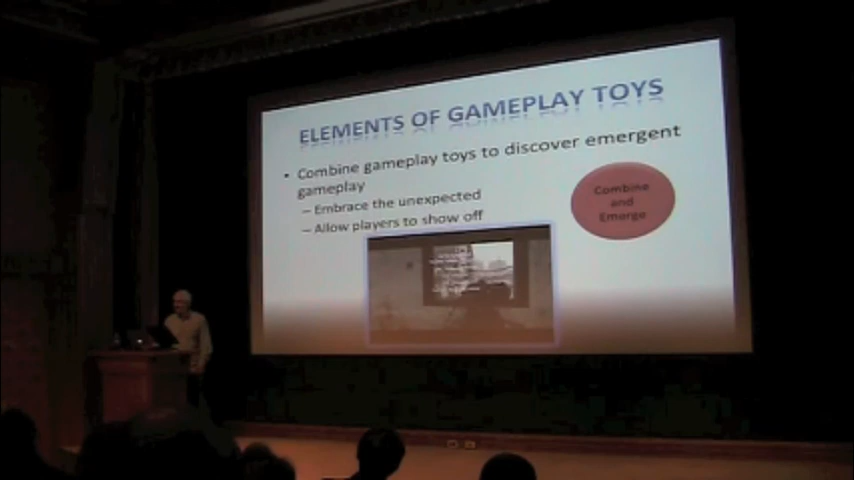 ELEMENTS OF GAMEPLAY TOYS
• Combine gameplay toys to discover emergent
gameplay
– Embrace the unexpected
– Allow players to show off
Combine
and
Emerge